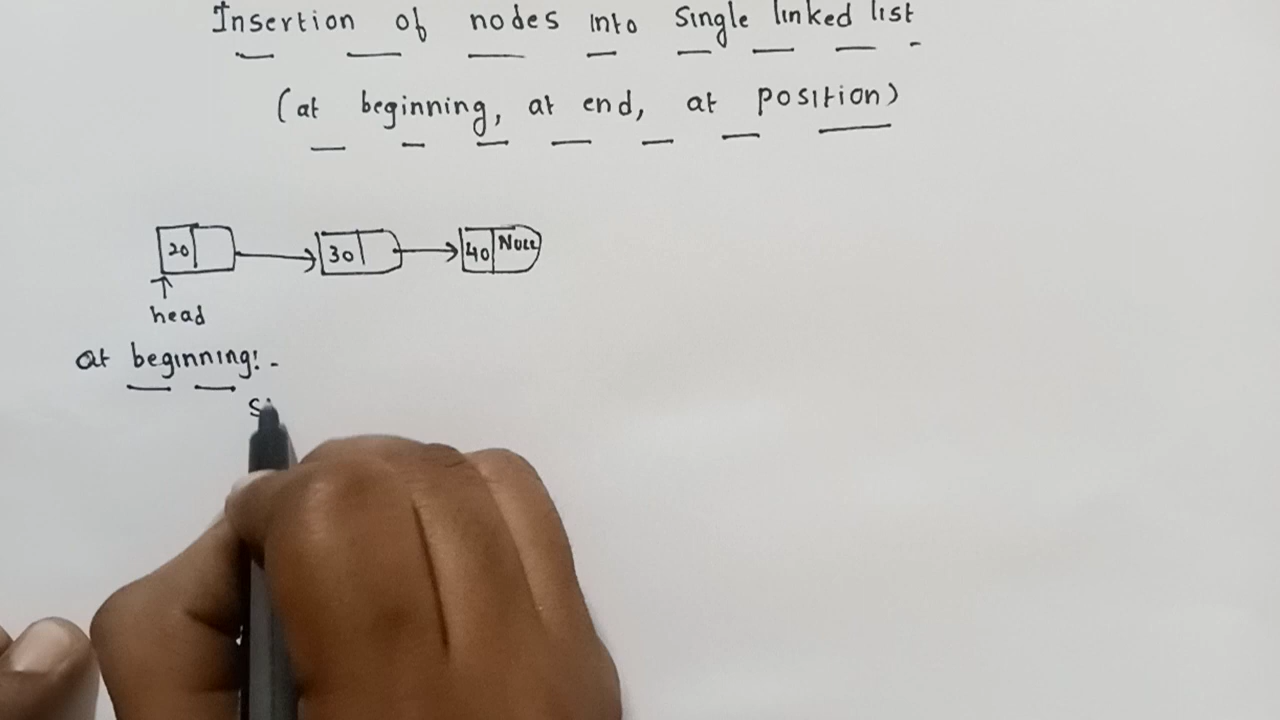 Insertion of nodes into single linked list
(at beginning, at end, at position)
20 30 40 NULL
head
at beginning:-